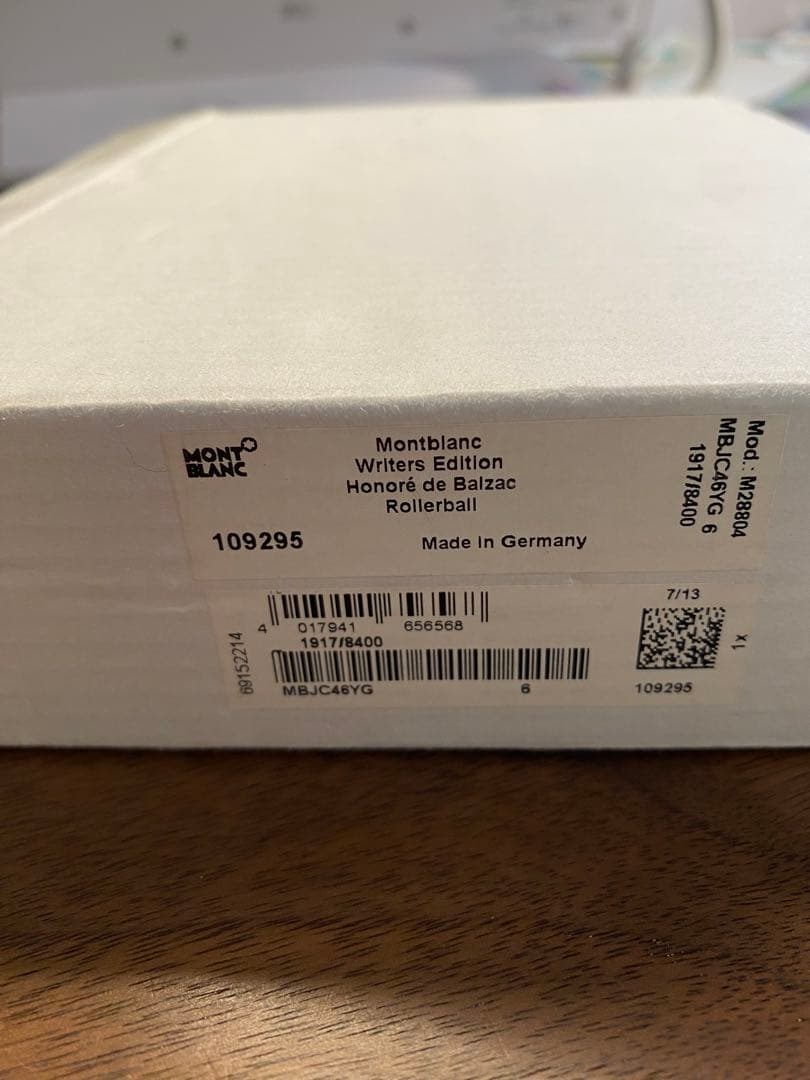 MONT
BLANC
Montblanc
Writers Edition
Honoré de Balzac
Rollerball
109295
Made in Germany
Mod.: M28804
MBJC46YG 6
1917/8400
69152214
4 017941 656568
1917/8400
MBJC46YG 6
7/13
x 1
109295